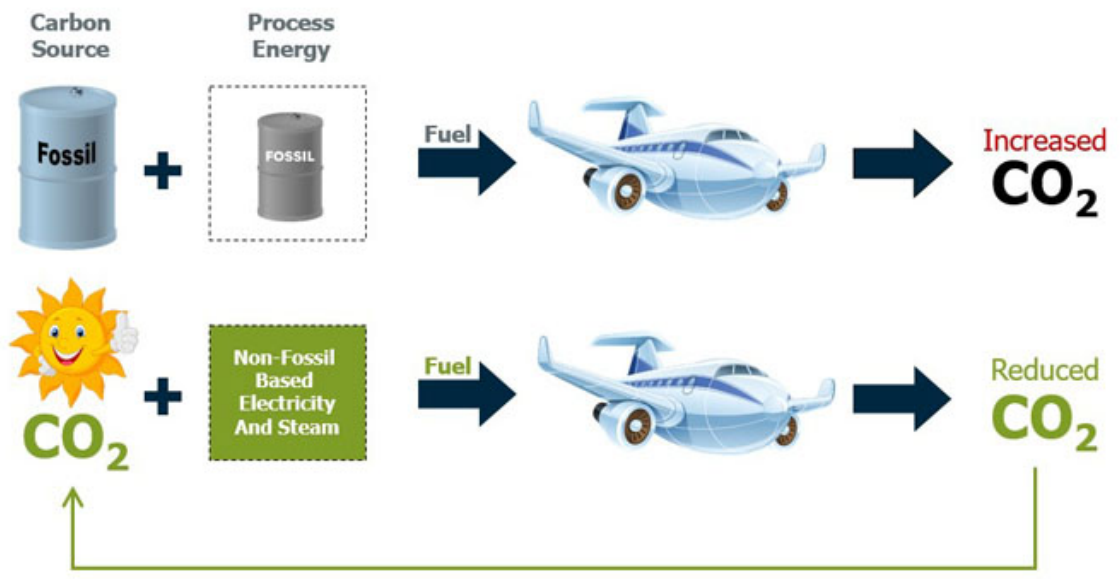 Carbon
Source
Process
Energy
Fossil
FOSSIL
Fuel
Increased
CO₂
CO₂
Non-Fossil
Based
Electricity
And Steam
Fuel
Reduced
CO₂